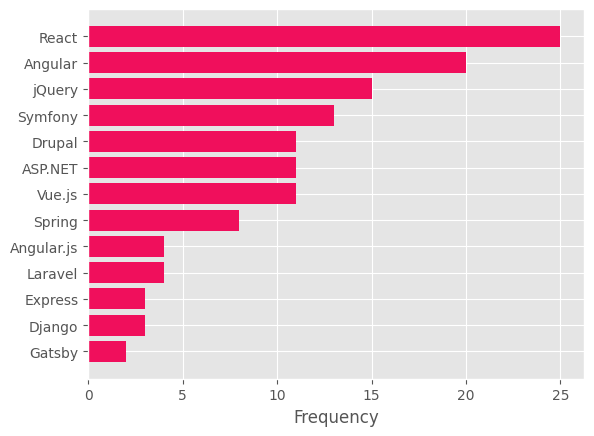 React
Angular
jQuery
Symfony
Drupal
ASP.NET
Vue.js
Spring
Angular.js
Laravel
Express
Django
Gatsby
0 5 10 15 20 25
Frequency